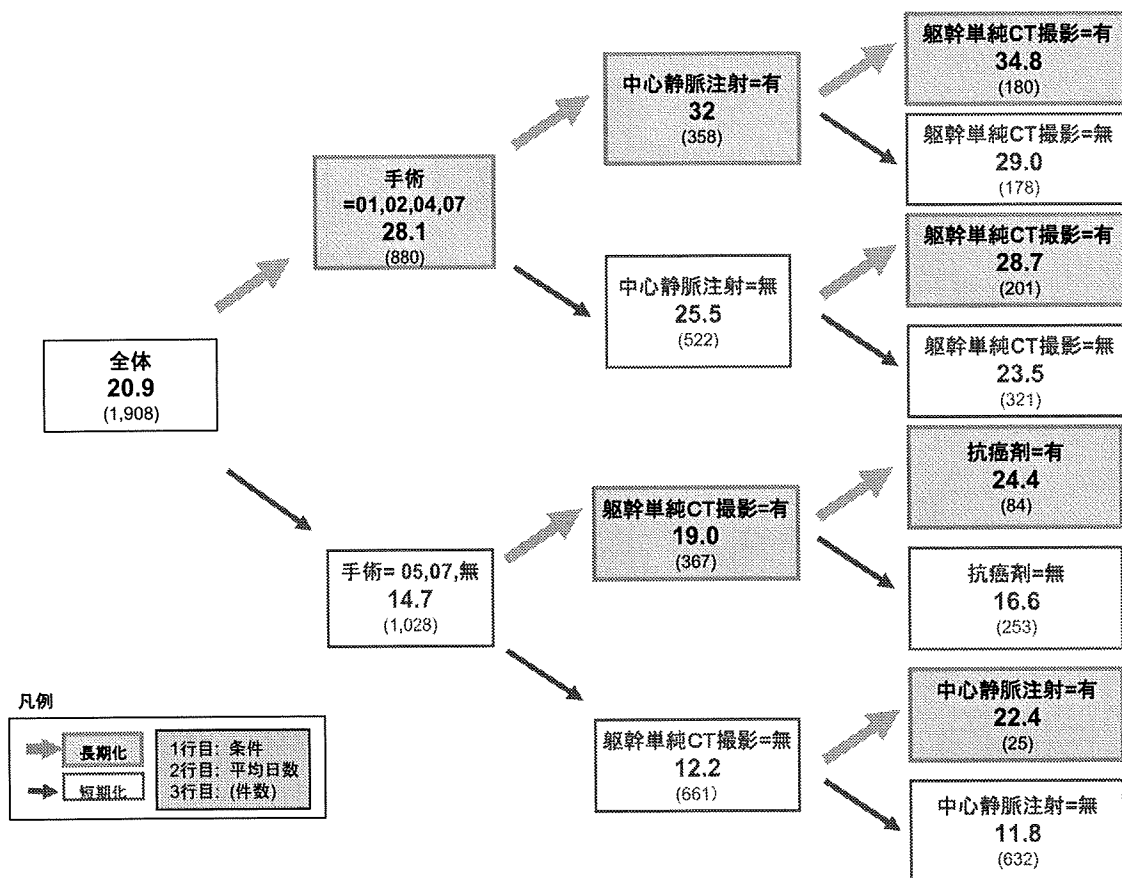 躯幹単純CT撮影=有
34.8
(180)
中心静脈注射=有
32
(358)
躯幹単純CT撮影=無
29.0
(178)
手術
=01,02,04,07
28.1
(880)
躯幹単純CT撮影=有
28.7
(201)
中心静脈注射=無
25.5
(522)
躯幹単純CT撮影=無
23.5
(321)
全体
20.9
(1,908)
抗癌剤=有
24.4
(84)
躯幹単純CT撮影=有
19.0
(367)
手術= 05,07,無
14.7
(1,028)
抗癌剤=無
16.6
(253)
中心静脈注射=有
22.4
(25)
躯幹単純CT撮影=無
12.2
(661)
中心静脈注射=無
11.8
(632)
凡例
長期化
短期化
1行目: 条件
2行目: 平均日数
3行目: (件数)